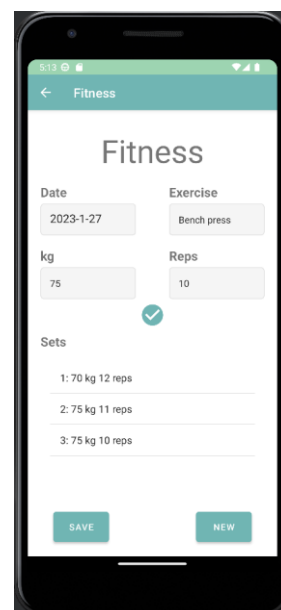 5:13
Fitness
Fitness
Date Exercise
2023-1-27 Bench press
kg Reps
75 10
Sets
1: 70 kg 12 reps
2: 75 kg 11 reps
3: 75 kg 10 reps
SAVE NEW